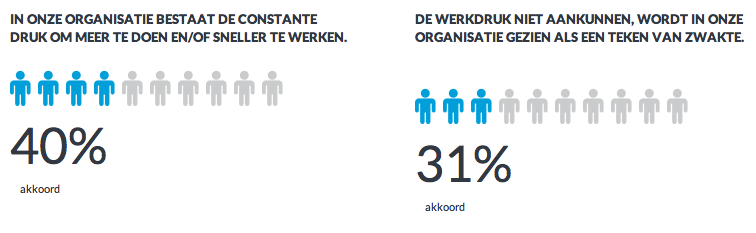 IN ONZE ORGANISATIE BESTAAT DE CONSTANTE
DRUK OM MEER TE DOEN EN/OF SNELLER TE WERKEN.
40%
akkoord
DE WERKDRUK NIET AANKUNNEN, WORDT IN ONZE
ORGANISATIE GEZIEN ALS EEN TEKEN VAN ZWAKTE.
31%
akkoord